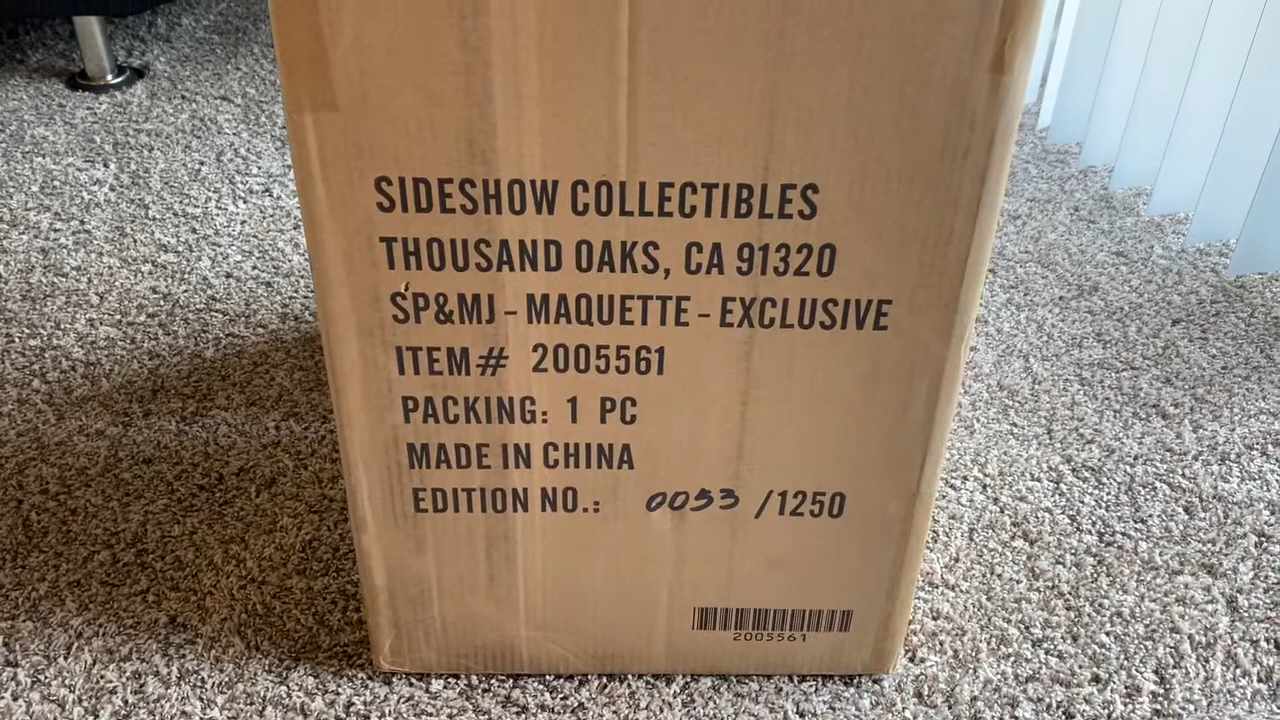 SIDESHOW COLLECTIBLES
THOUSAND OAKS, CA 91320
SP&MJ - MAQUETTE - EXCLUSIVE
ITEM# 2005561
PACKING: 1 PC
MADE IN CHINA
EDITION NO.: 0053 /1250
2005561